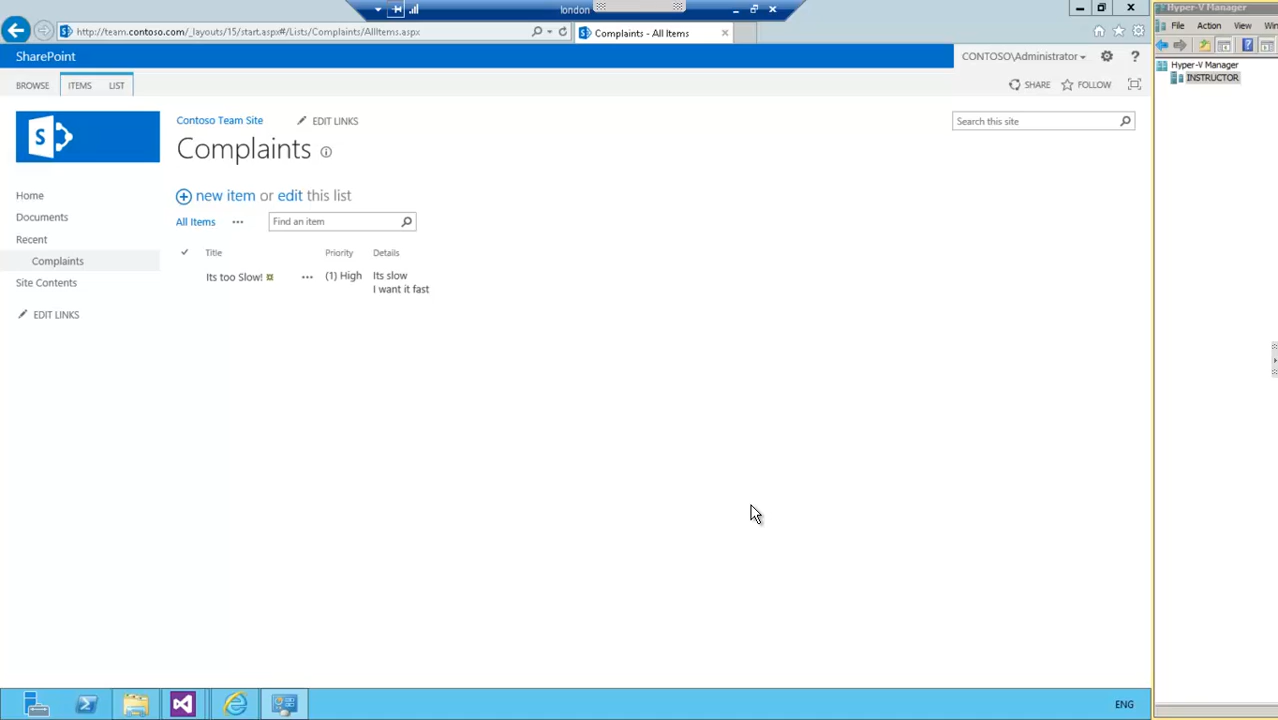 london
Hyper-V Manager
http://team.contoso.com/_layouts/15/start.aspx#/Lists/Complaints/AllItems.aspx
Complaints - All Items
File Action View
SharePoint
CONTOSO\Administrator
?
Hyper-V Manager
INSTRUCTOR
BROWSE ITEMS LIST
SHARE FOLLOW
S
Contoso Team Site
EDIT LINKS
Search this site
Complaints
Home
Documents
Recent
Complaints
Site Contents
EDIT LINKS
new item or edit this list
All Items
Find an item
Title Priority Details
Its too Slow! (1) High Its slow
I want it fast
ENG